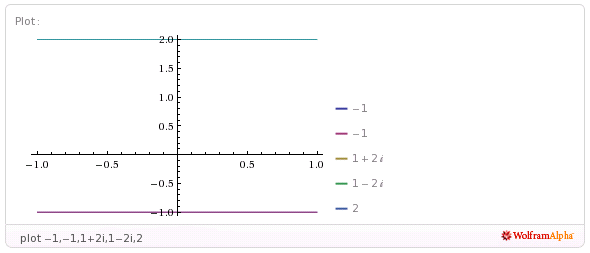 Plot:
2.0
1.5
1.0
0.5
−1.0 −0.5 0.5 1.0
−0.5
−1.0
−1
−1
1 + 2 i
1 − 2 i
2
plot −1,−1,1+2i,1−2i,2
WolframAlpha